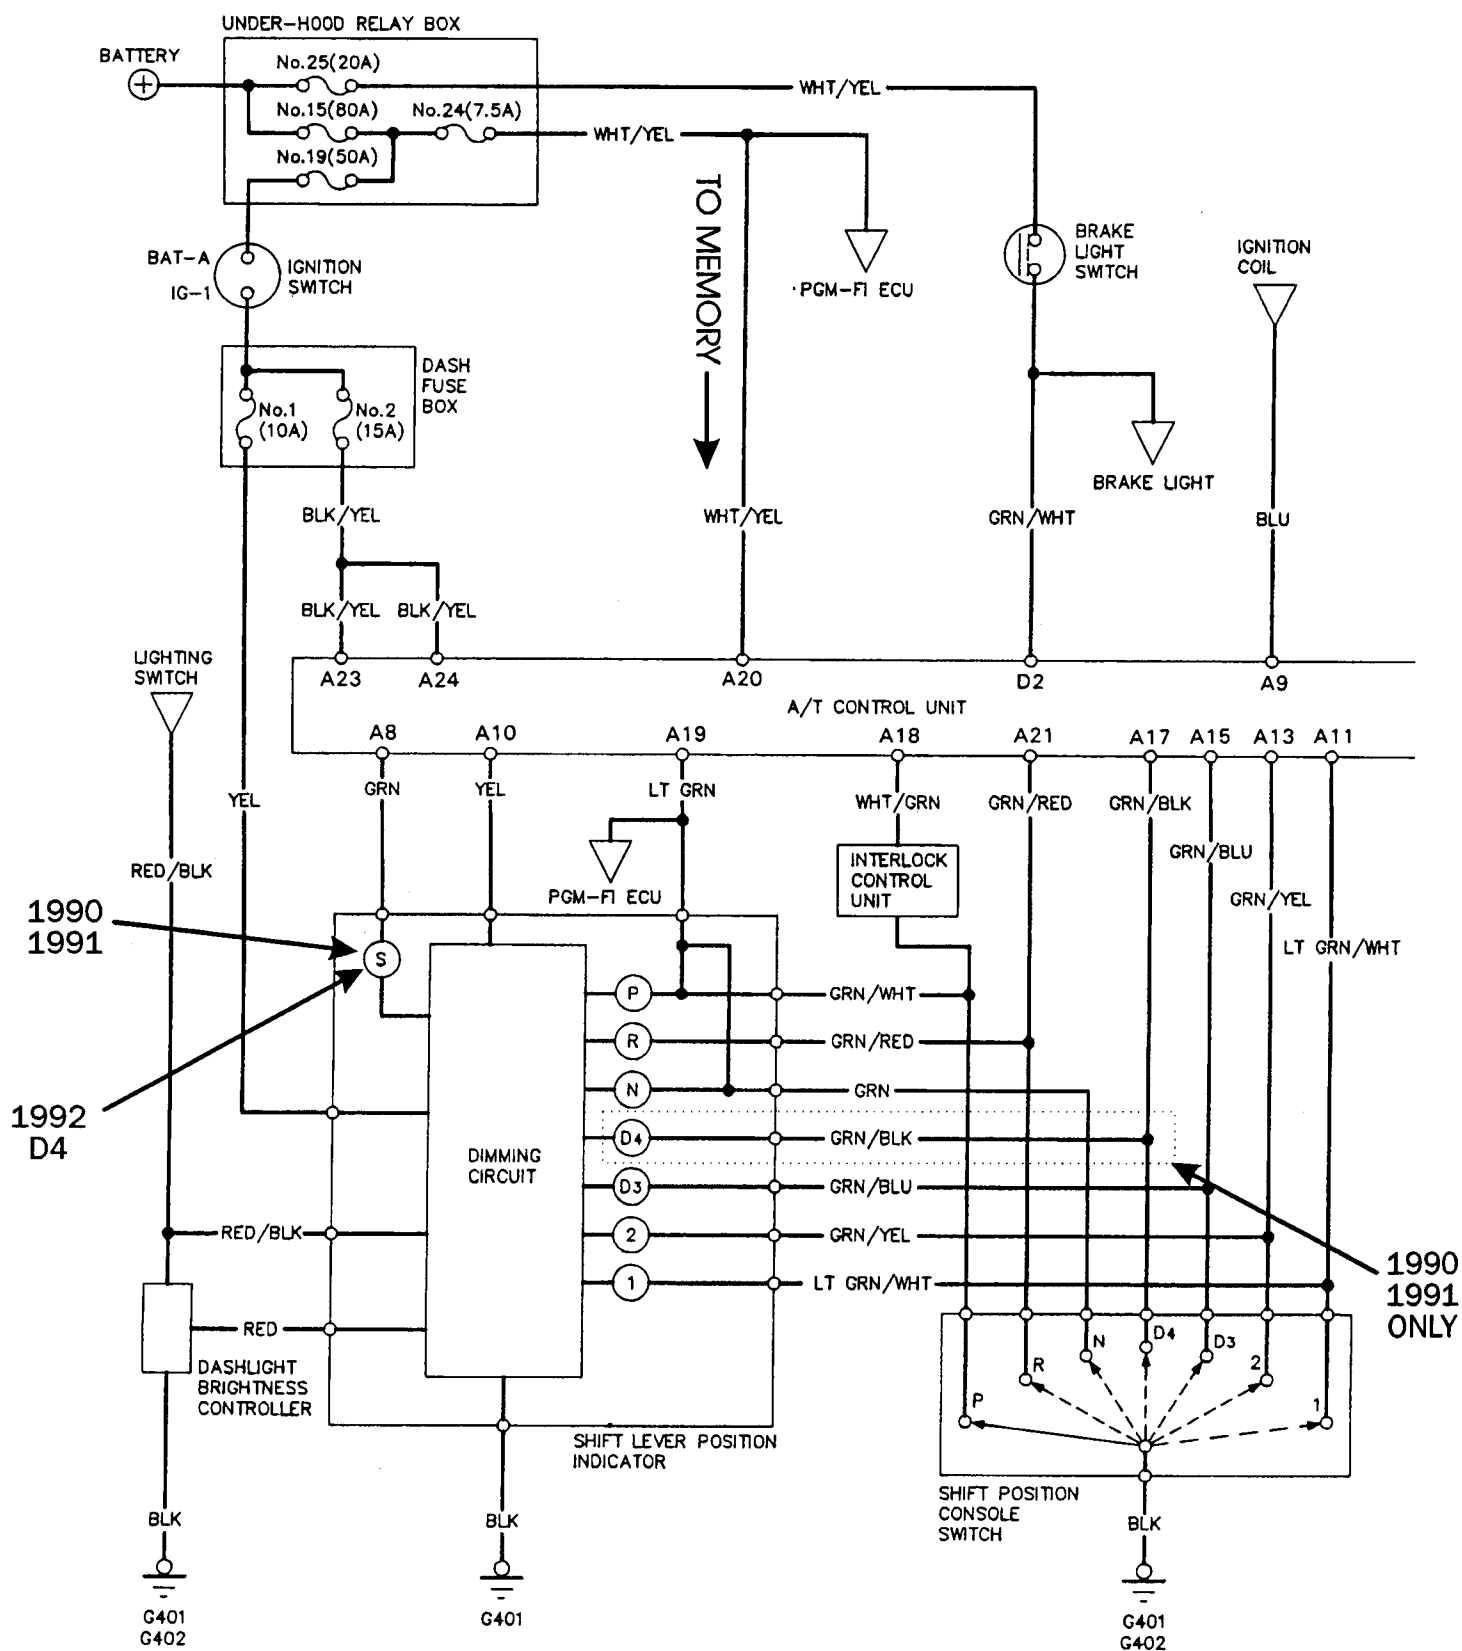 UNDER-HOOD RELAY BOX
BATTERY
No.25(20A)
WHT/YEL
No.15(80A)
No.24(7.5A)
WHT/YEL
No.19(50A)
TO MEMORY
BRAKE
LIGHT
SWITCH
IGNITION
COIL
BAT-A
IG-1
IGNITION
SWITCH
PGM-FI ECU
DASH
FUSE
BOX
No.1
(10A)
No.2
(15A)
BRAKE LIGHT
BLK/YEL
WHT/YEL
GRN/WHT
BLU
BLK/YEL
BLK/YEL
LIGHTING
SWITCH
A23
A24
A20
D2
A9
A/T CONTROL UNIT
A8
A10
A19
A18
A21
A17
A15
A13
A11
GRN
YEL
LT GRN
WHT/GRN
GRN/RED
GRN/BLK
YEL
GRN/BLU
RED/BLK
INTERLOCK
CONTROL
UNIT
PGM-FI ECU
GRN/YEL
1990
1991
LT GRN/WHT
S
P
GRN/WHT
R
GRN/RED
N
GRN
1992
D4
D4
GRN/BLK
DIMMING
CIRCUIT
D3
GRN/BLU
RED/BLK
2
GRN/YEL
1
LT GRN/WHT
1990
1991
ONLY
RED
DASHLIGHT
BRIGHTNESS
CONTROLLER
P
R
N
D4
D3
2
1
SHIFT LEVER POSITION
INDICATOR
SHIFT POSITION
CONSOLE
SWITCH
BLK
BLK
BLK
G401
G402
G401
G401
G402